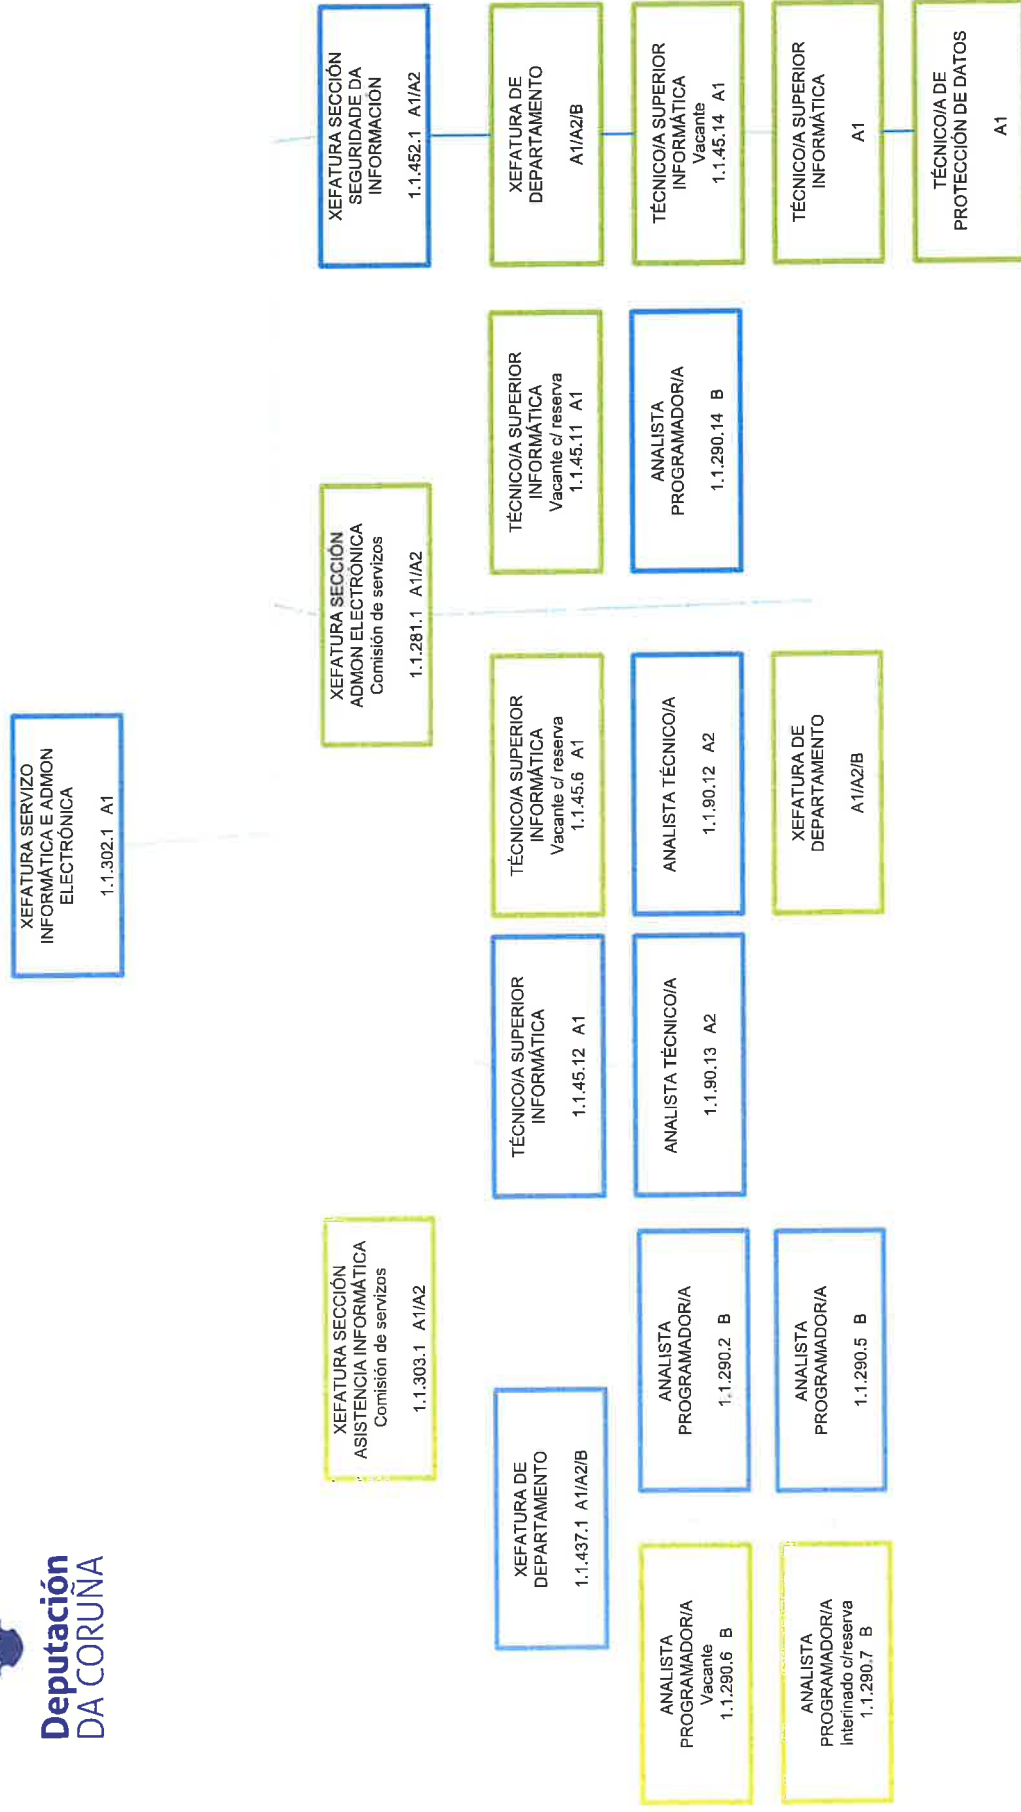 Deputación
DA CORUÑA
XEFATURA SERVIZO
INFORMÁTICA E ADMON
ELECTRÓNICA
1.1.302.1 A1
XEFATURA SECCIÓN
ASISTENCIA INFORMÁTICA
Comisión de servizos
1.1.303.1 A1/A2
XEFATURA SECCIÓN
ADMON ELECTRÓNICA
Comisión de servizos
1.1.281.1 A1/A2
XEFATURA SECCIÓN
SEGURIDADE DA
INFORMACIÓN
1.1.452.1 A1/A2
XEFATURA DE
DEPARTAMENTO
1.1.437.1 A1/A2/B
TÉCNICO/A SUPERIOR
INFORMÁTICA
1.1.45.12 A1
TÉCNICO/A SUPERIOR
INFORMÁTICA
Vacante c/ reserva
1.1.45.6 A1
TÉCNICO/A SUPERIOR
INFORMÁTICA
Vacante c/ reserva
1.1.45.11 A1
XEFATURA DE
DEPARTAMENTO
A1/A2/B
ANALISTA
PROGRAMADOR/A
Vacante
1.1.290.6 B
ANALISTA
PROGRAMADOR/A
1.1.290.2 B
ANALISTA TÉCNICO/A
1.1.90.13 A2
ANALISTA TÉCNICO/A
1.1.90.12 A2
ANALISTA
PROGRAMADOR/A
1.1.290.14 B
TÉCNICO/A SUPERIOR
INFORMÁTICA
Vacante
1.1.45.14 A1
ANALISTA
PROGRAMADOR/A
Interinado c/reserva
1.1.290.7 B
ANALISTA
PROGRAMADOR/A
1.1.290.5 B
XEFATURA DE
DEPARTAMENTO
A1/A2/B
TÉCNICO/A SUPERIOR
INFORMÁTICA
A1
TÉCNICO/A DE
PROTECCIÓN DE DATOS
A1